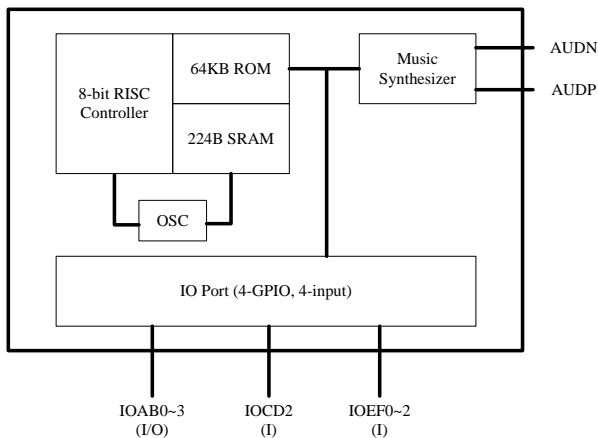 8-bit RISC
Controller
64KB ROM
224B SRAM
OSC
Music
Synthesizer
AUDN
AUDP
IO Port (4-GPIO, 4-input)
IOAB0~3
(I/O)
IOCD2
(I)
IOEF0~2
(I)